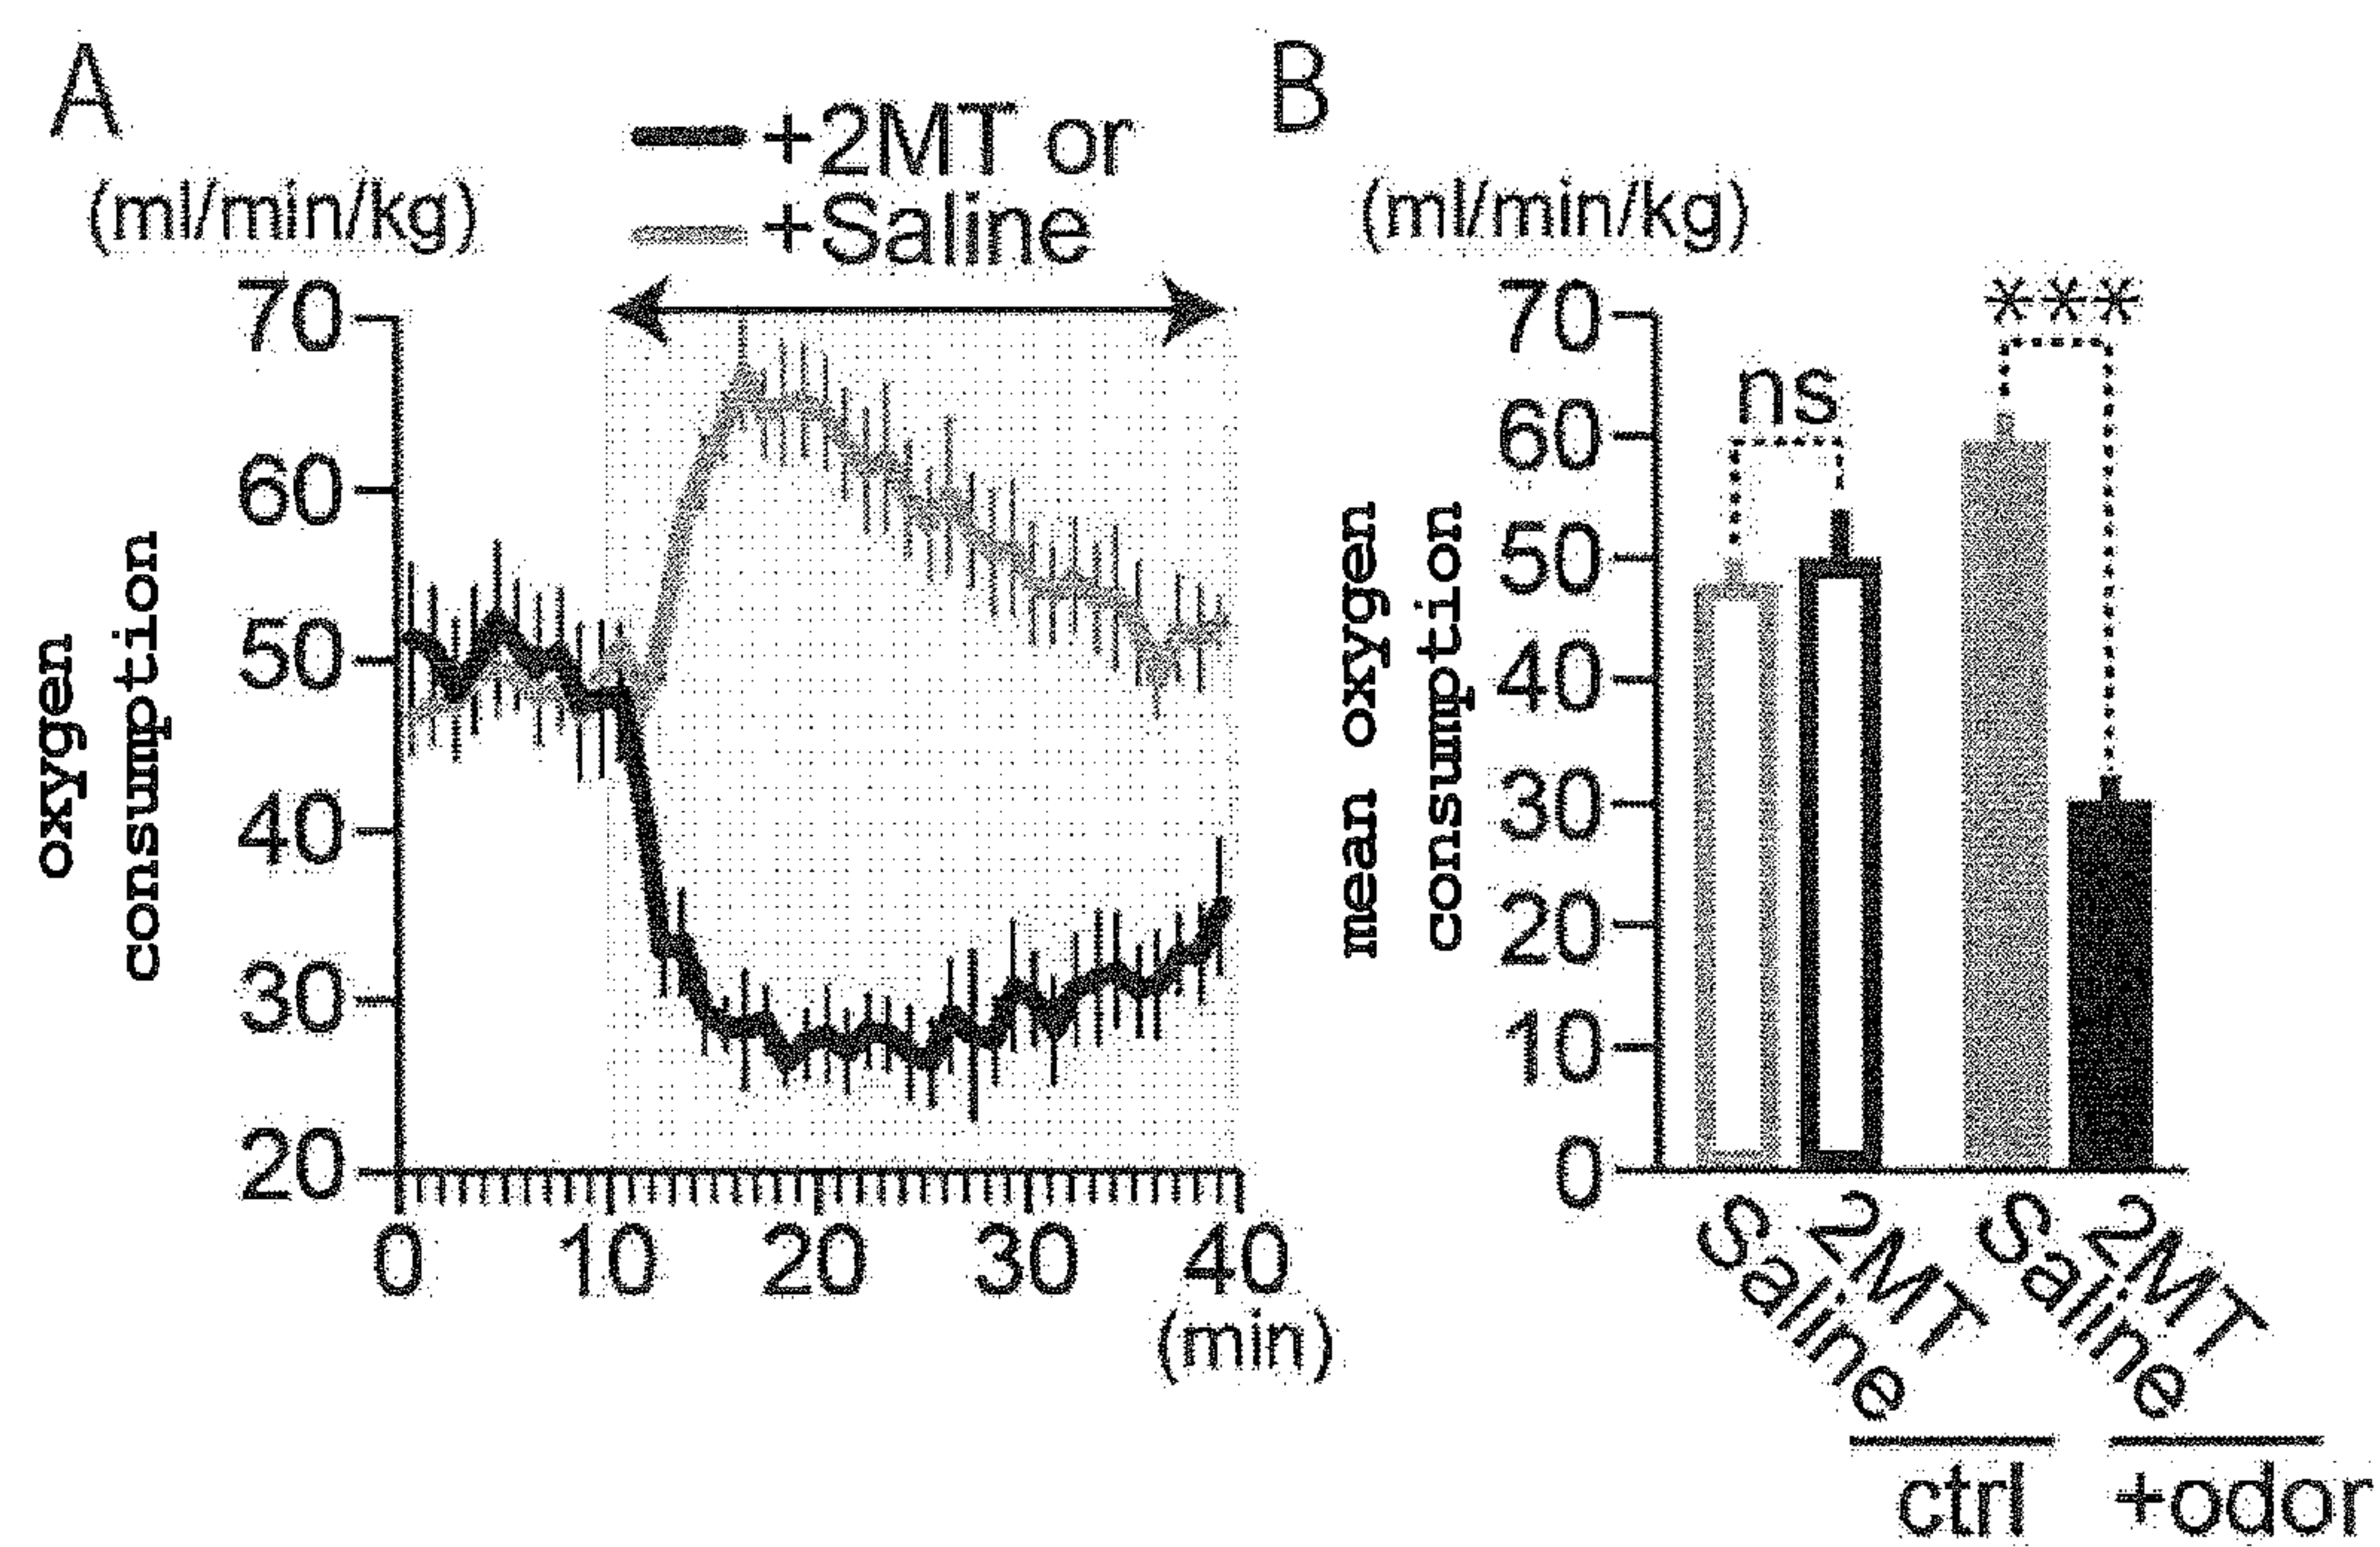 A
+2MT or
+Saline
(ml/min/kg)
70
60
50
40
30
20
oxygen
consumption
0 10 20 30 40
(min)
B
(ml/min/kg)
***
ns
70
60
50
40
30
20
10
0
mean oxygen
consumption
Saline 2MT Saline 2MT
ctrl +odor